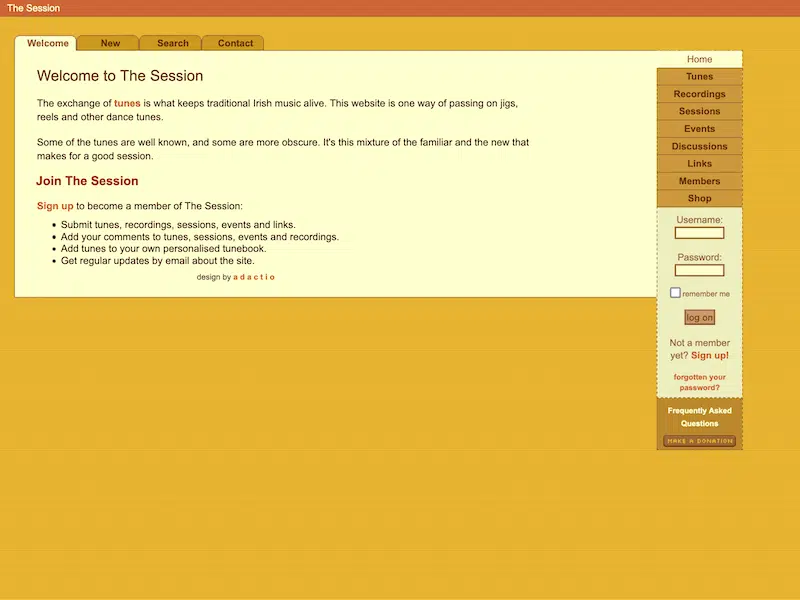 The Session
Welcome
New
Search
Contact
Welcome to The Session
The exchange of tunes is what keeps traditional Irish music alive. This website is one way of passing on jigs,
reels and other dance tunes.
Some of the tunes are well known, and some are more obscure. It's this mixture of the familiar and the new that
makes for a good session.
Join The Session
Sign up to become a member of The Session:
Submit tunes, recordings, sessions, events and links.
Add your comments to tunes, sessions, events and recordings.
Add tunes to your own personalised tunebook.
Get regular updates by email about the site.
design by adactio
Home
Tunes
Recordings
Sessions
Events
Discussions
Links
Members
Shop
Username:
Password:
remember me
log on
Not a member
yet? Sign up!
forgotten your
password?
Frequently Asked
Questions
MAKE A DONATION